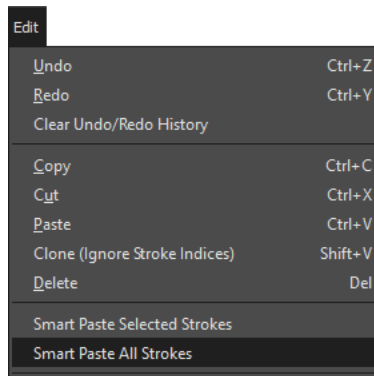 Edit
Undo Ctrl+Z
Redo Ctrl+Y
Clear Undo/Redo History
Copy Ctrl+C
Cut Ctrl+X
Paste Ctrl+V
Clone (Ignore Stroke Indices) Shift+V
Delete Del
Smart Paste Selected Strokes
Smart Paste All Strokes